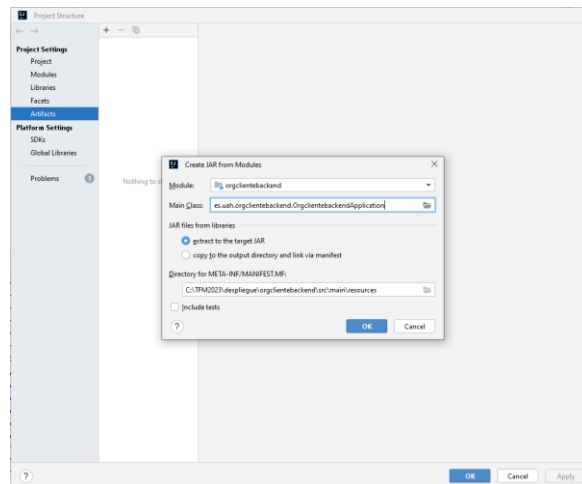 Project Structure
Project Settings
Project
Modules
Libraries
Facets
Artifacts
Platform Settings
SDKs
Global Libraries
Problems 1
Nothing to
Create JAR from Modules
Module: orgclientebackend
Main Class: es.uah.orgclientebackend.OrgclientebackendApplication
JAR files from libraries
extract to the target JAR
copy to the output directory and link via manifest
Directory for META-INF/MANIFEST.MF:
C:\TFM2023\despliegue\orgclientebackend\src\main\resources
Include tests
? OK Cancel
? OK Cancel Apply